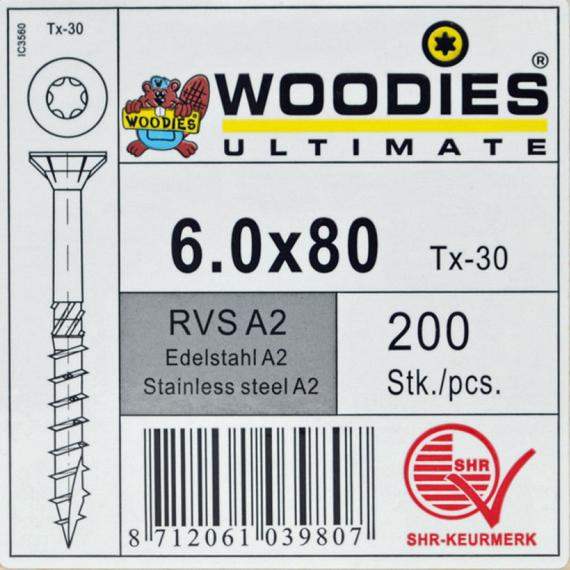 IC3560
Tx-30
WOODIES®
WOODIES®
ULTIMATE
6.0x80 Tx-30
RVS A2
Edelstahl A2
Stainless steel A2
200
Stk./pcs.
8 712061 039807
SHR
SHR-KEURMERK